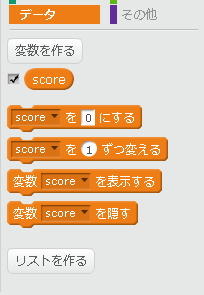 データ その他
変数を作る
score
score を 0 にする
score を 1 ずつ変える
変数 score を表示する
変数 score を隠す
リストを作る